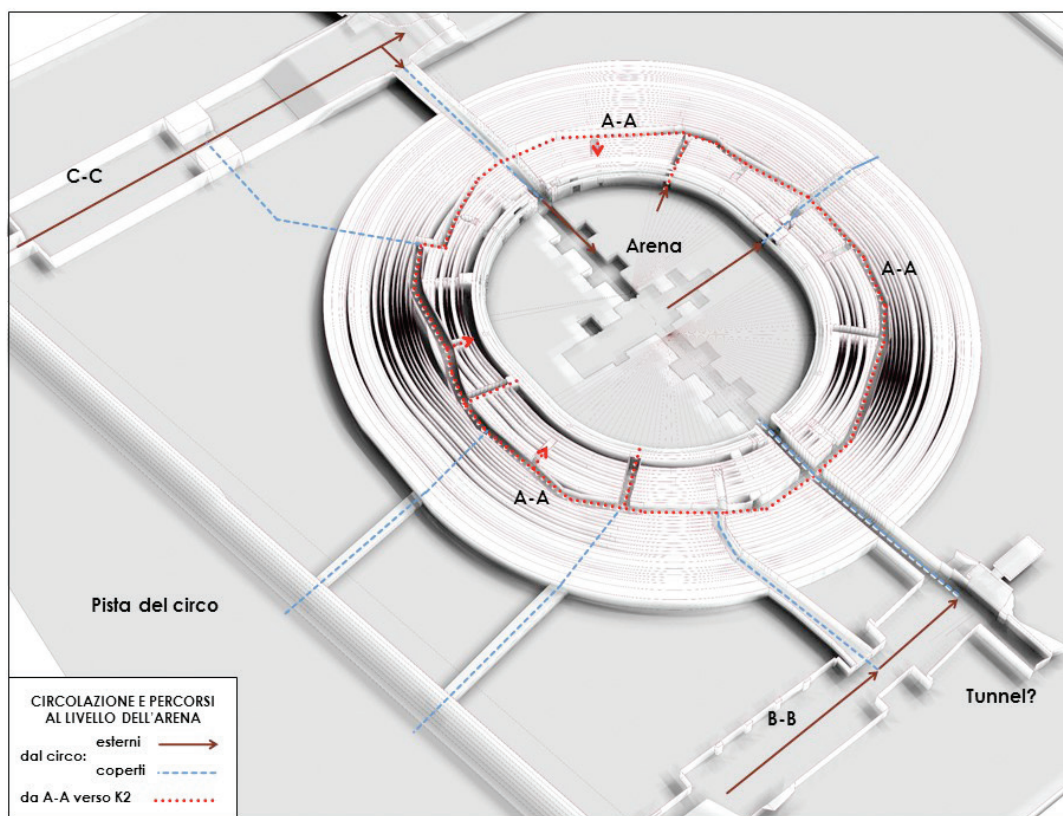 A-A
C-C
Arena
A-A
A-A
Pista del circo
Tunnel?
B-B
CIRCOLAZIONE E PERCORSI
AL LIVELLO DELL'ARENA
esterni
dal circo:
coperti
da A-A verso K2